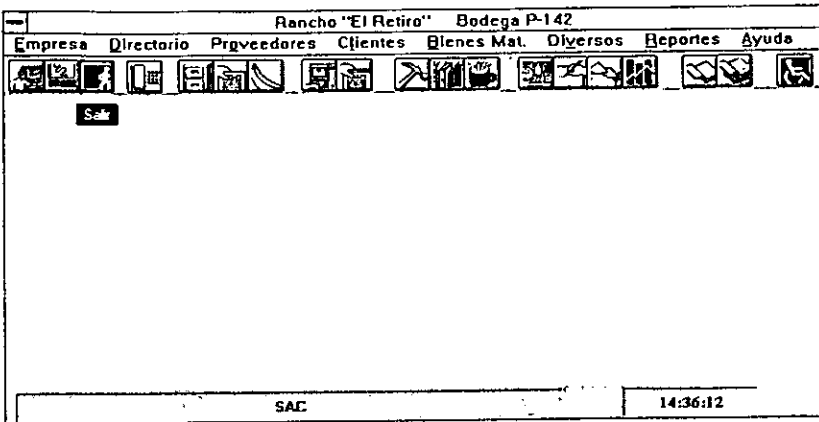 Rancho "El Retiro" Bodega P-142
Empresa Directorio Proveedores Clientes Bienes Mat. Diversos Reportes Ayuda
Salir
SAC 14:36:12